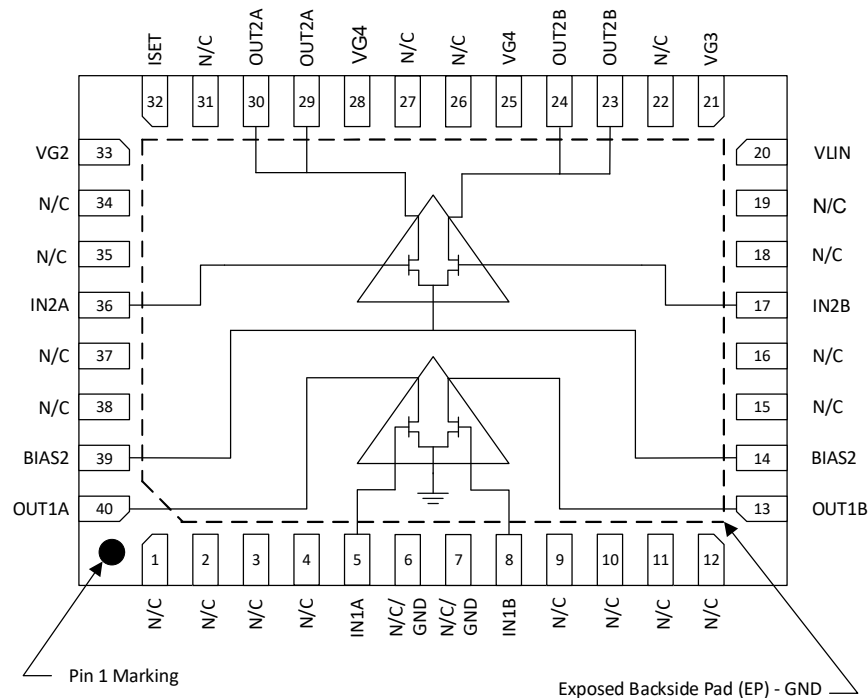 ISET
N/C
OUT2A
OUT2A
VG4
N/C
N/C
VG4
OUT2B
OUT2B
N/C
VG3
32
31
30
29
28
27
26
25
24
23
22
21
VG2
33
20
VLIN
N/C
34
19
N/C
N/C
35
18
N/C
IN2A
36
17
IN2B
N/C
37
16
N/C
N/C
38
15
N/C
BIAS2
39
14
BIAS2
OUT1A
40
13
OUT1B
1
2
3
4
5
6
7
8
9
10
11
12
N/C
N/C
N/C
N/C
IN1A
N/C/
GND
N/C/
GND
IN1B
N/C
N/C
N/C
N/C
Pin 1 Marking
Exposed Backside Pad (EP) - GND